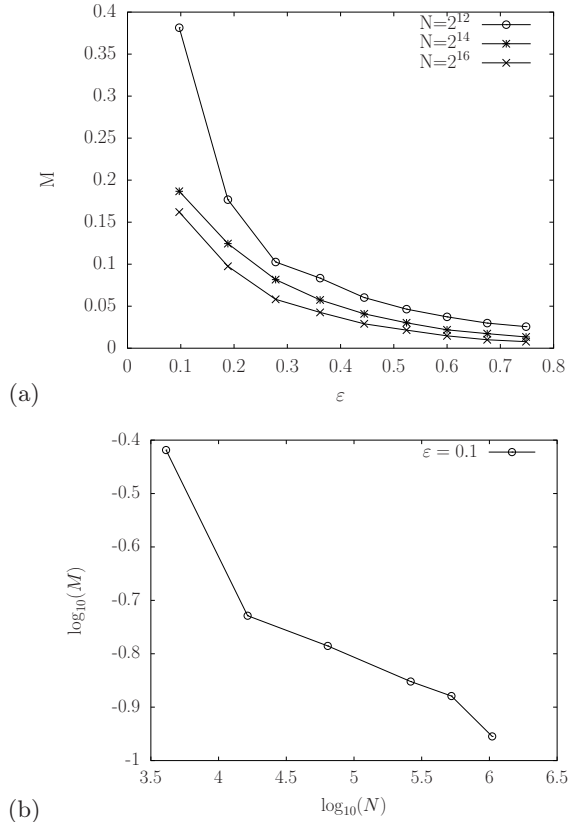 0.4
0.35
0.3
0.25
0.2
0.15
0.1
0.05
0
M
N=2^12
N=2^14
N=2^16
0 0.1 0.2 0.3 0.4 0.5 0.6 0.7 0.8
ε
(a)
-0.4
-0.5
-0.6
-0.7
-0.8
-0.9
-1
log₁₀(M)
ε = 0.1
3.5 4 4.5 5 5.5 6 6.5
log₁₀(N)
(b)